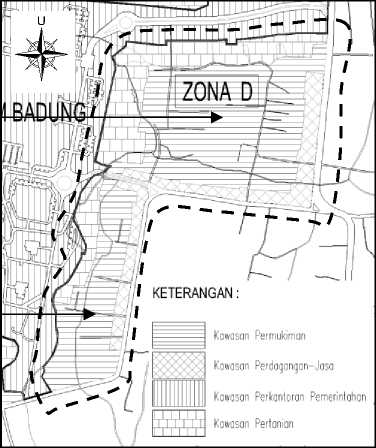 U
ZONA D
M BADUNG
KETERANGAN :
Kawasan Permukiman
Kawasan Perdagangan-Jasa
Kawasan Perkantoran Pemerintahan
Kawasan Pertanian